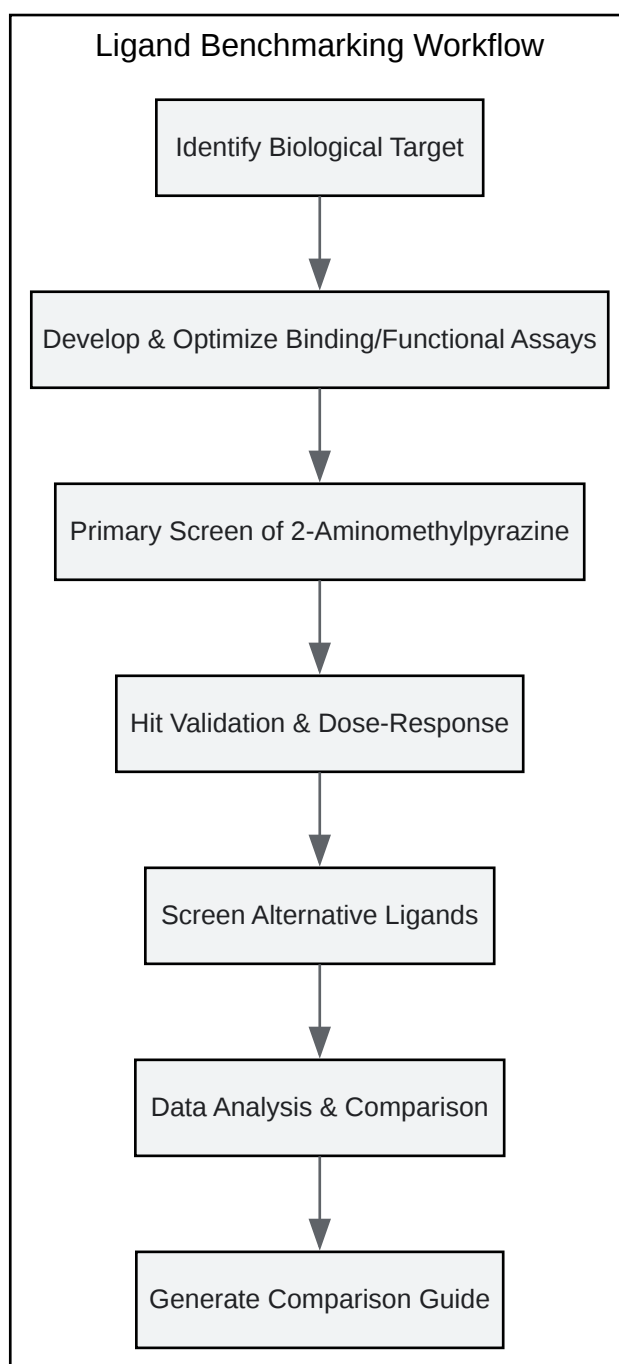 Ligand Benchmarking Workflow
Identify Biological Target
Develop & Optimize Binding/Functional Assays
Primary Screen of 2-Aminomethylpyrazine
Hit Validation & Dose-Response
Screen Alternative Ligands
Data Analysis & Comparison
Generate Comparison Guide